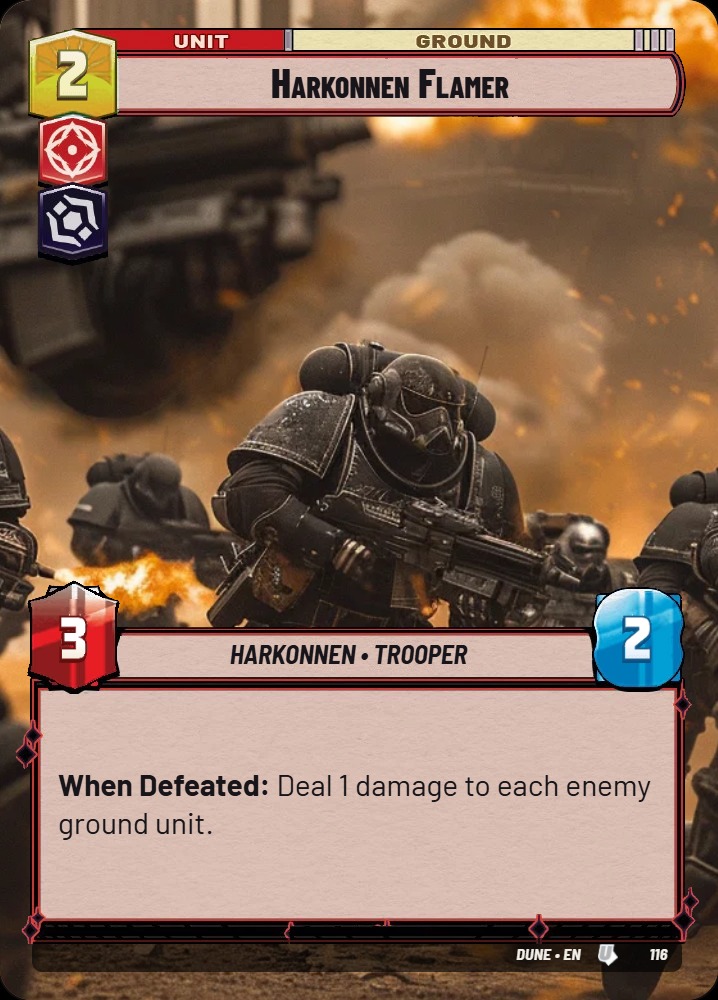 UNIT
GROUND
2
HARKONNEN FLAMER
3
HARKONNEN • TROOPER
2
When Defeated: Deal 1 damage to each enemy
ground unit.
DUNE • EN
U
116